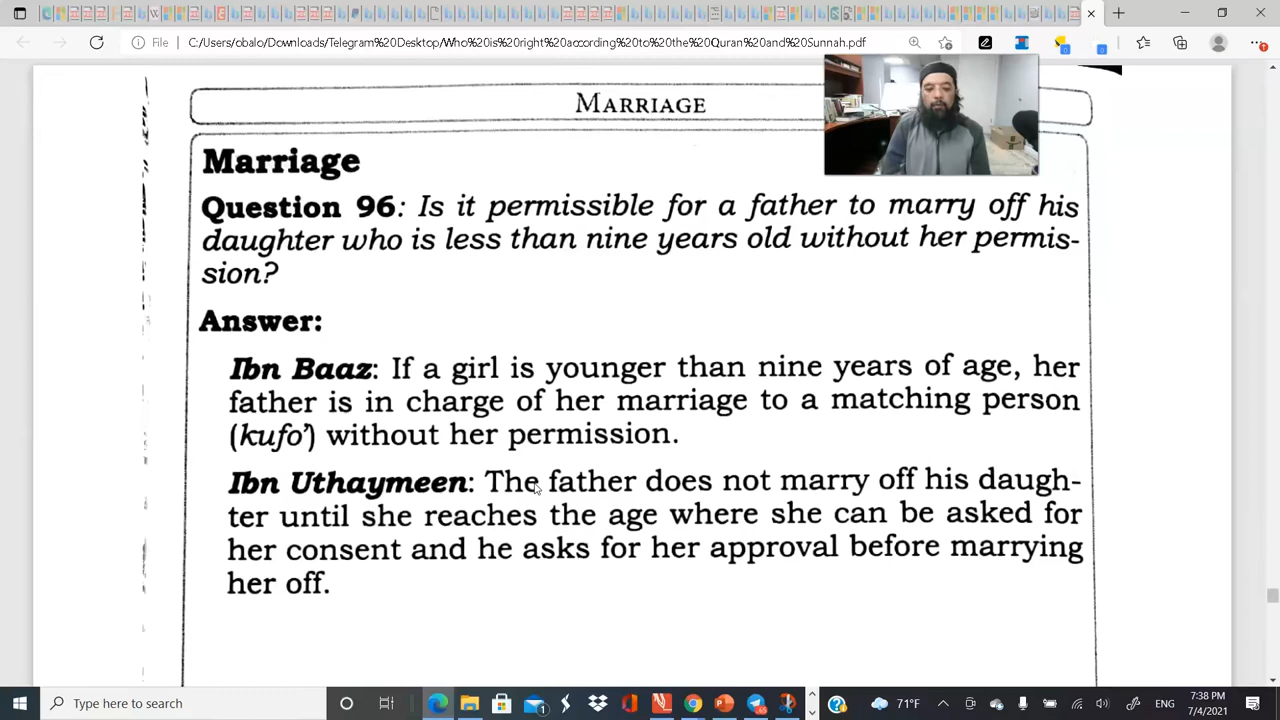 File
C:/Users/obalo/Downloads/Telegram%20Desktop/Who%20is%20right%20according%20to%20the%20Quran%20and%20Sunnah.pdf
MARRIAGE
Marriage
Question 96: Is it permissible for a father to marry off his
daughter who is less than nine years old without her permis-
sion?
Answer:
Ibn Baaz: If a girl is younger than nine years of age, her
father is in charge of her marriage to a matching person
(kufo’) without her permission.
Ibn Uthaymeen: The father does not marry off his daugh-
ter until she reaches the age where she can be asked for
her consent and he asks for her approval before marrying
her off.
Type here to search
71°F
ENG
7:38 PM
7/4/2021